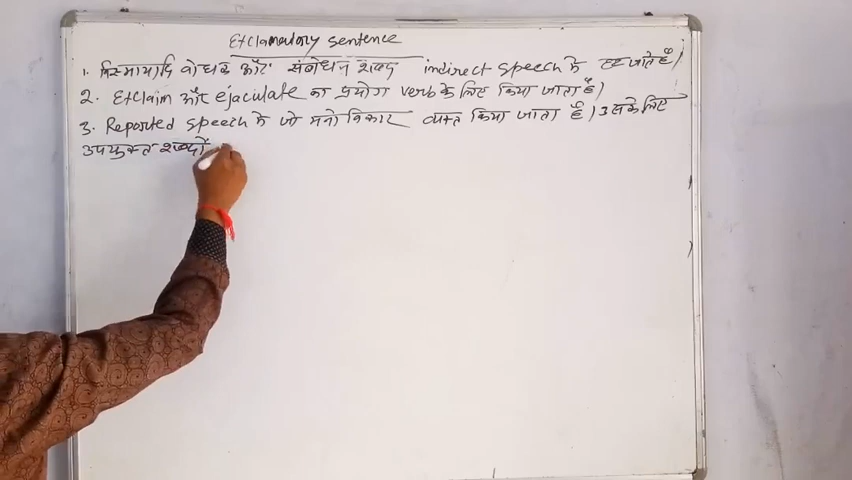 Exclamatory sentence
1. विस्मयादि बोधक और संबोधन शब्द indirect speech मे हट जाते है।
2. Exclaim और ejaculate का प्रयोग verb के लिए किया जाता है।
3. Reported speech मे जो मनो विकार व्यक्त किया जाता है। उसके लिए
उपयुक्त शब्दों